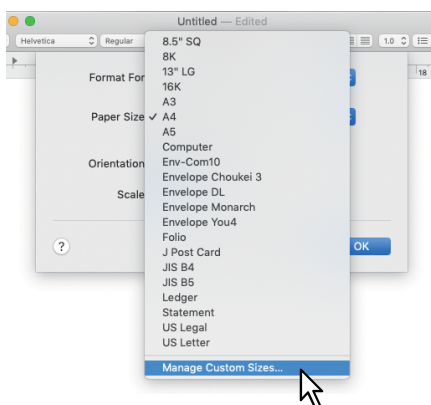 Untitled — Edited
Helvetica Regular 1.0
18
Format For
Paper Size
Orientation
Scale
8.5" SQ
8K
13" LG
16K
A3
✓ A4
A5
Computer
Env-Com10
Envelope Choukei 3
Envelope DL
Envelope Monarch
Envelope You4
Folio
J Post Card
JIS B4
JIS B5
Ledger
Statement
US Legal
US Letter
Manage Custom Sizes...
?
OK